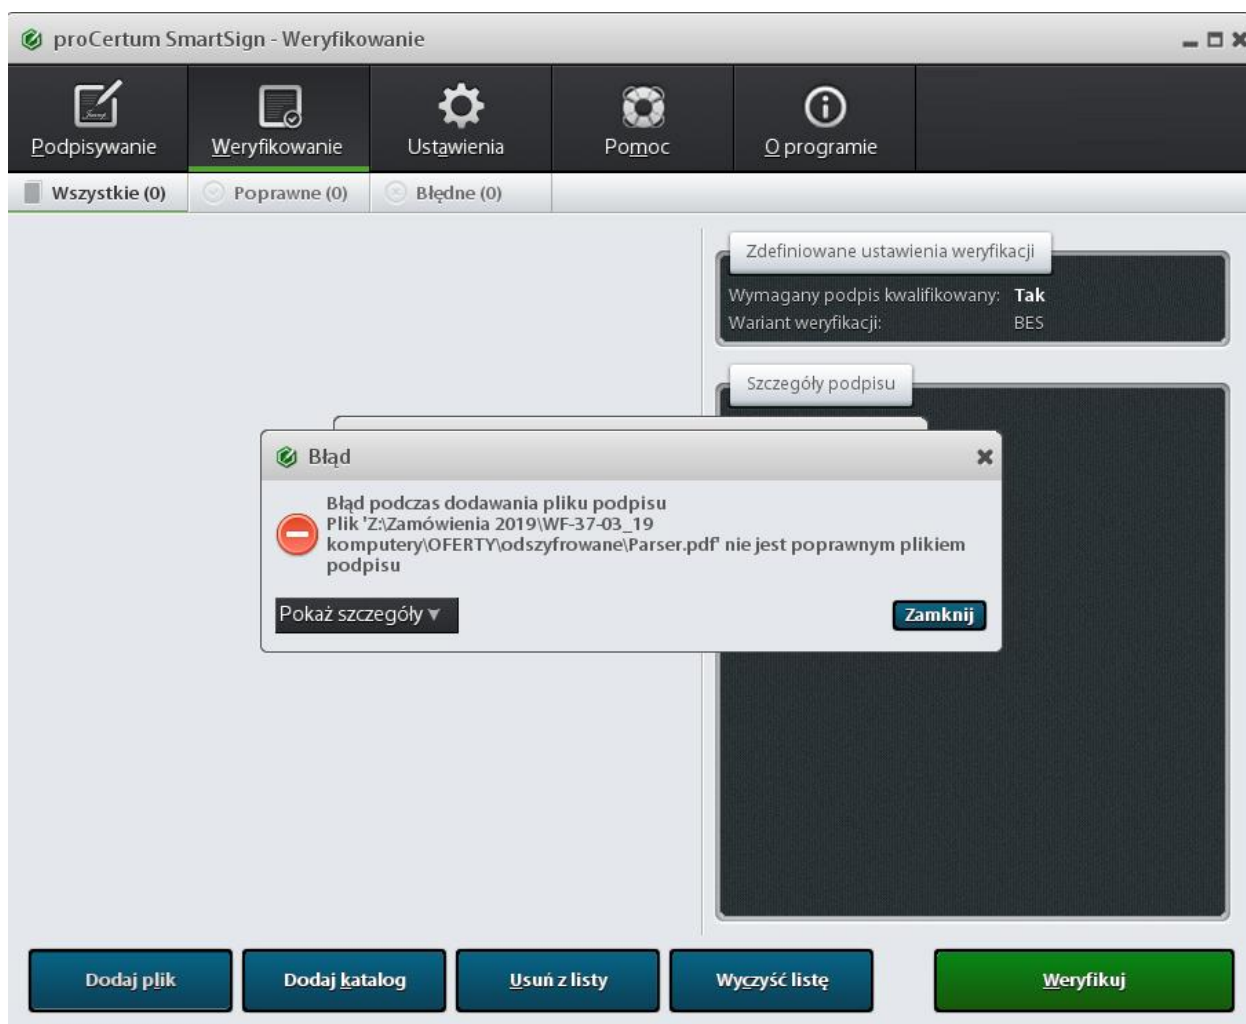 proCertum SmartSign - Weryfikowanie
Podpisywanie
Weryfikowanie
Ustawienia
Pomoc
O programie
Wszystkie (0)
Poprawne (0)
Błędne (0)
Zdefiniowane ustawienia weryfikacji
Wymagany podpis kwalifikowany: Tak
Wariant weryfikacji: BES
Szczegóły podpisu
Błąd
Błąd podczas dodawania pliku podpisu
Plik 'Z:\Zamówienia 2019\WF-37-03_19
komputery\OFERTY\odszyfrowane\Parser.pdf' nie jest poprawnym plikiem
podpisu
Pokaż szczegóły
Zamknij
Dodaj plik
Dodaj katalog
Usuń z listy
Wyczyść listę
Weryfikuj